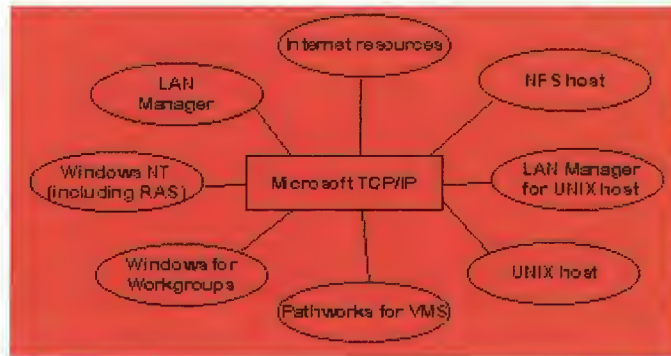 Internet resources
LAN
Manager
NFS host
Windows NT
(including RAS)
Microsoft TCP/IP
LAN Manager
for UNIX host
Windows for
Workgroups
UNIX host
Pathworks for VMS